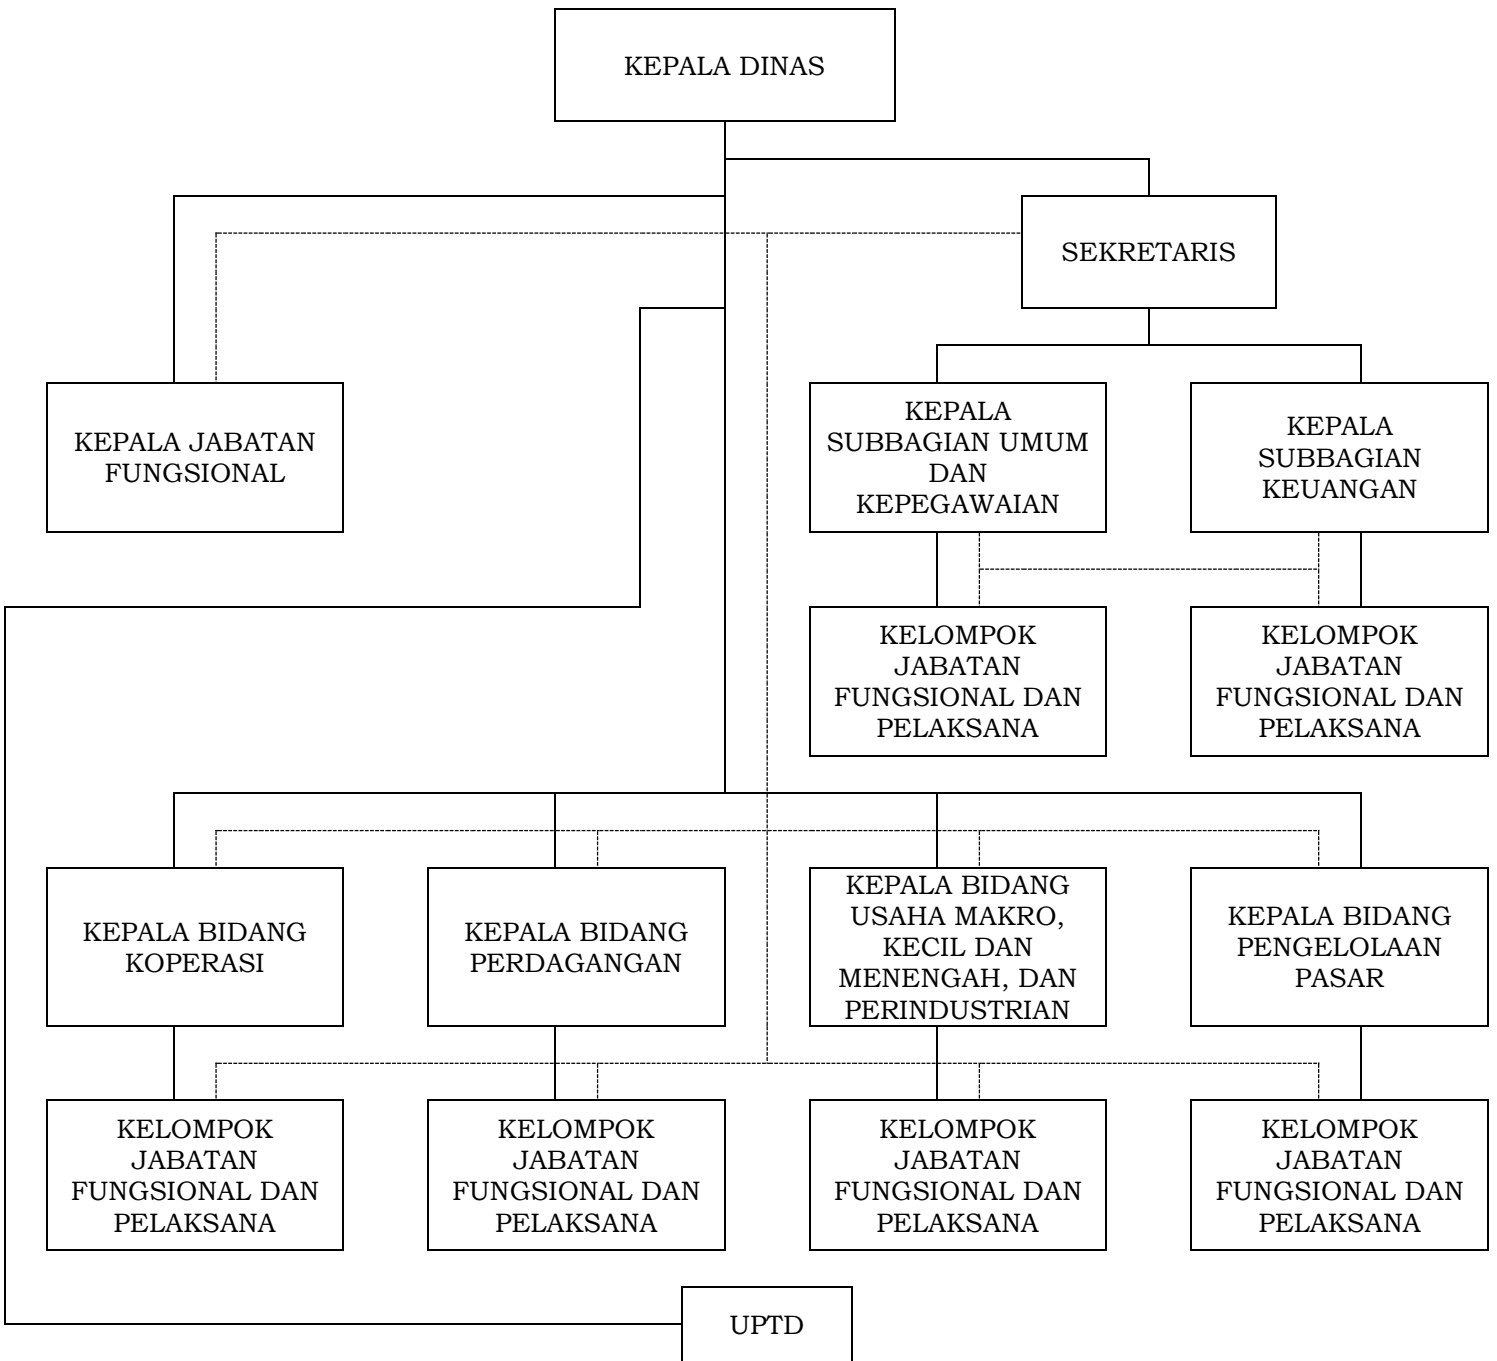 KEPALA DINAS
SEKRETARIS
KEPALA JABATAN
FUNGSIONAL
KEPALA
SUBBAGIAN UMUM
DAN
KEPEGAWAIAN
KEPALA
SUBBAGIAN
KEUANGAN
KELOMPOK
JABATAN
FUNGSIONAL DAN
PELAKSANA
KELOMPOK
JABATAN
FUNGSIONAL DAN
PELAKSANA
KEPALA BIDANG
KOPERASI
KEPALA BIDANG
PERDAGANGAN
KEPALA BIDANG
USAHA MAKRO,
KECIL DAN
MENENGAH, DAN
PERINDUSTRIAN
KEPALA BIDANG
PENGELOLAAN
PASAR
KELOMPOK
JABATAN
FUNGSIONAL DAN
PELAKSANA
KELOMPOK
JABATAN
FUNGSIONAL DAN
PELAKSANA
KELOMPOK
JABATAN
FUNGSIONAL DAN
PELAKSANA
KELOMPOK
JABATAN
FUNGSIONAL DAN
PELAKSANA
UPTD